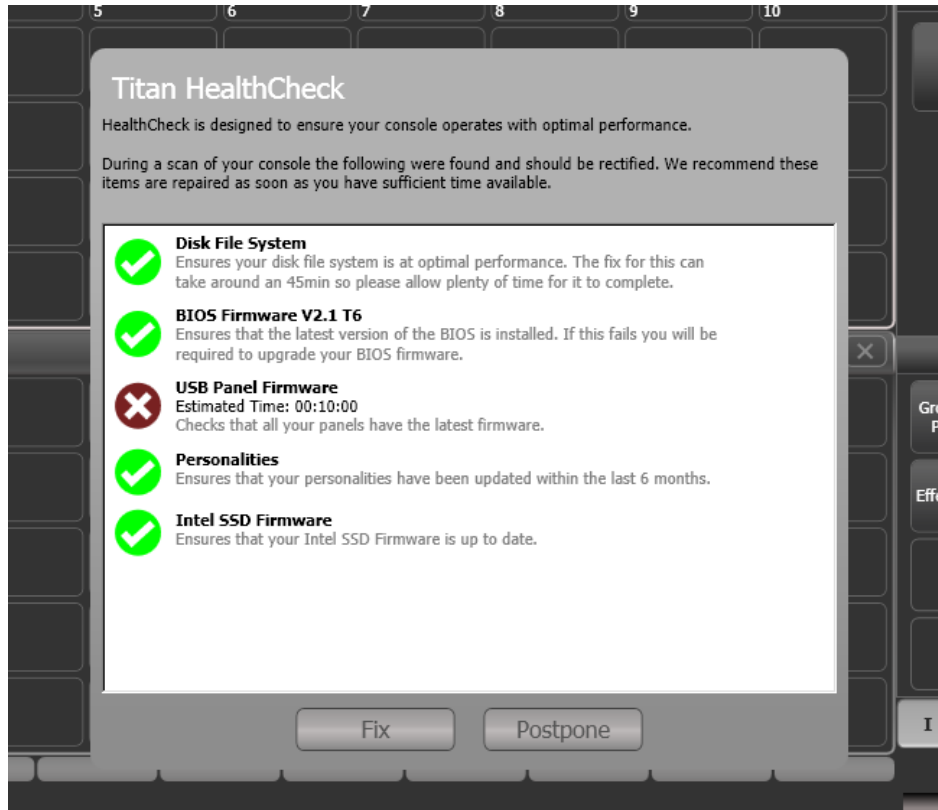 5 6 7 8 9 10
Titan HealthCheck
HealthCheck is designed to ensure your console operates with optimal performance.
During a scan of your console the following were found and should be rectified. We recommend these
items are repaired as soon as you have sufficient time available.
Disk File System
Ensures your disk file system is at optimal performance. The fix for this can
take around an 45min so please allow plenty of time for it to complete.
BIOS Firmware V2.1 T6
Ensures that the latest version of the BIOS is installed. If this fails you will be
required to upgrade your BIOS firmware.
USB Panel Firmware
Estimated Time: 00:10:00
Checks that all your panels have the latest firmware.
Personalities
Ensures that your personalities have been updated within the last 6 months.
Intel SSD Firmware
Ensures that your Intel SSD Firmware is up to date.
Fix Postpone
I